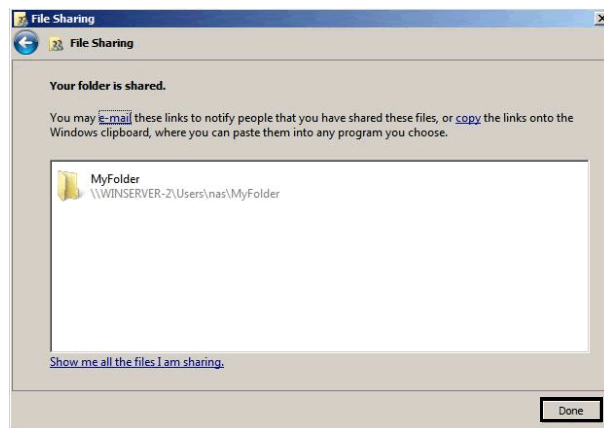 File Sharing
File Sharing
Your folder is shared.
You may e-mail these links to notify people that you have shared these files, or copy the links onto the
Windows clipboard, where you can paste them into any program you choose.
MyFolder
\\WINSERVER-2\Users\nas\MyFolder
Show me all the files I am sharing.
Done